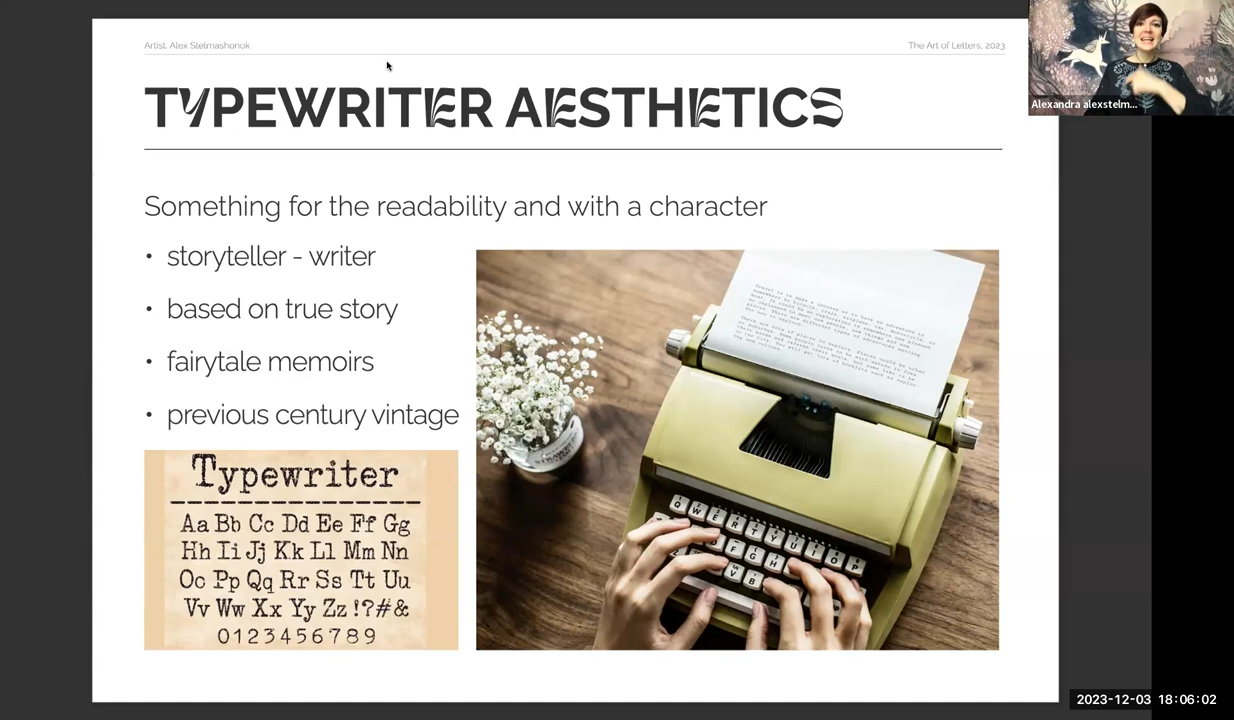 Artist. Alex Stelmashonok
The Art of Letters, 2023
Alexandra alexstelm...
TYPEWRITER AESTHETICS
Something for the readability and with a character
• storyteller - writer
• based on true story
• fairytale memoirs
• previous century vintage
Typewriter
Aa Bb Cc Dd Ee Ff Gg
Hh Ii Jj Kk Ll Mm Nn
Oo Pp Qq Rr Ss Tt Uu
Vv Ww Xx Yy Zz !?#&
0123456789
Q W E R T Y U I O P
D F G H
V B
2023-12-03 18:06:02